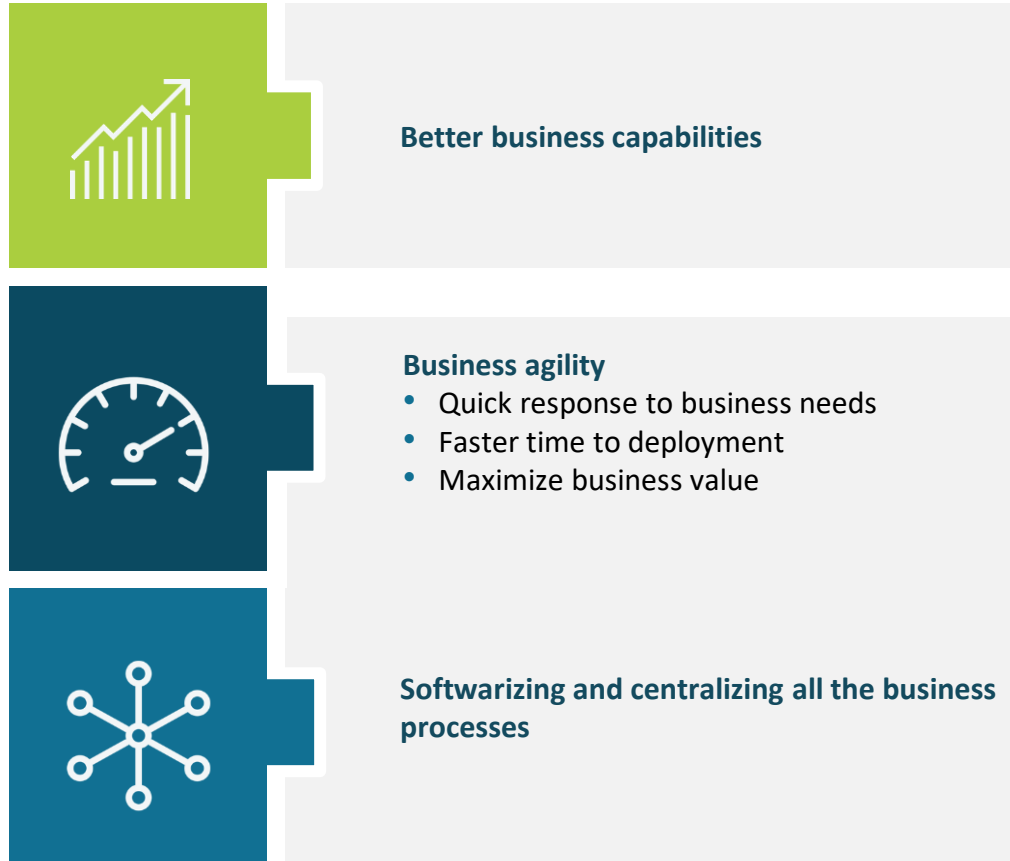 Better business capabilities
Business agility
• Quick response to business needs
• Faster time to deployment
• Maximize business value
Softwarizing and centralizing all the business
processes